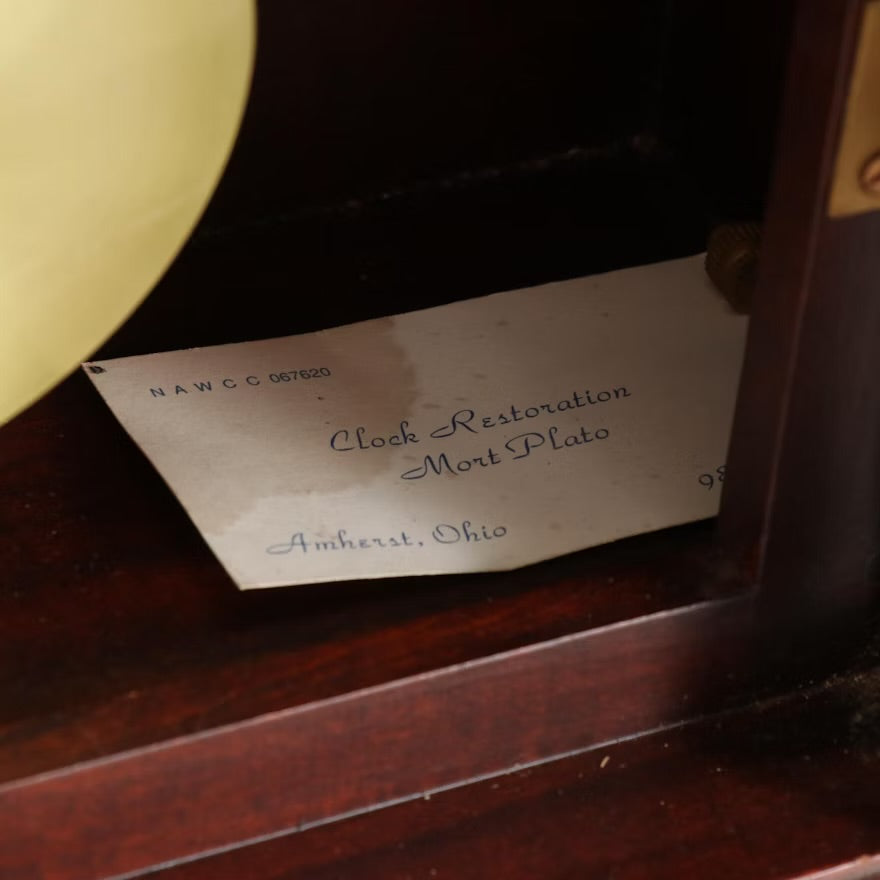 N A W C C 067620
Clock Restoration
Mort Plato
98
Amherst, Ohio